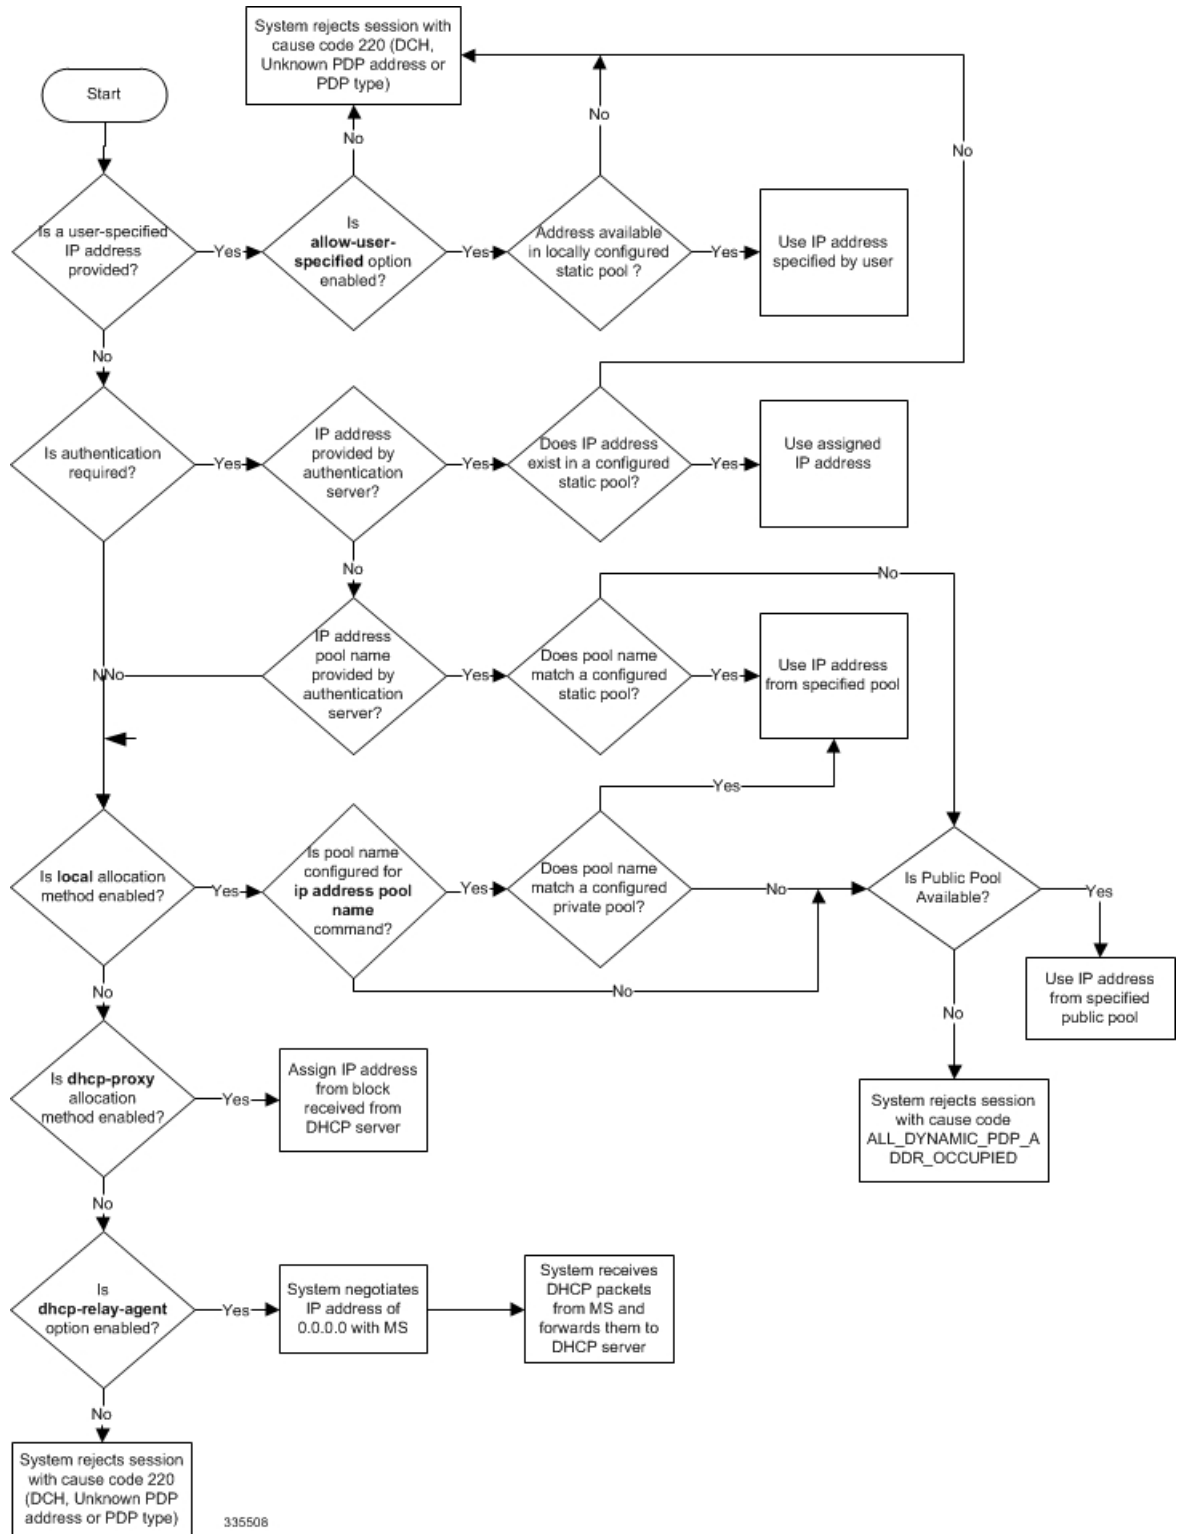 System rejects session with
cause code 220 (DCH,
Unknown PDP address or
PDP type)
Start
No
No
No
Is a user-specified
IP address
provided?
Yes
Is
allow-user-
specified option
enabled?
Yes
Address available
in locally configured
static pool ?
Yes
Use IP address
specified by user
No
Is authentication
required?
Yes
IP address
provided by
authentication
server?
Yes
Does IP address
exist in a configured
static pool?
Yes
Use assigned
IP address
No
No
IP address
pool name
provided by
authentication
server?
NNo
Yes
Does pool name
match a configured
static pool?
Yes
Use IP address
from specified pool
Yes
Is local allocation
method enabled?
Yes
Is pool name
configured for
ip address pool
name
command?
Yes
Does pool name
match a configured
private pool?
No
Is Public Pool
Available?
Yes
No
No
No
Use IP address
from specified
public pool
Is dhcp-proxy
allocation
method enabled?
Yes
Assign IP address
from block
received from
DHCP server
System rejects session
with cause code
ALL_DYNAMIC_PDP_A
DDR_OCCUPIED
No
Is
dhcp-relay-agent
option enabled?
Yes
System negotiates
IP address of
0.0.0.0 with MS
System receives
DHCP packets
from MS and
forwards them to
DHCP server
No
System rejects session
with cause code 220
(DCH, Unknown PDP
address or PDP type)
335508